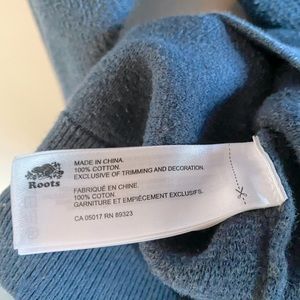 Roots
MADE IN CHINA.
100% COTTON.
EXCLUSIVE OF TRIMMING AND DECORATION.
FABRIQUÉ EN CHINE.
100% COTON.
GARNITURE ET EMPIÈCEMENT EXCLUSIFS.
CA 05017 RN 89323